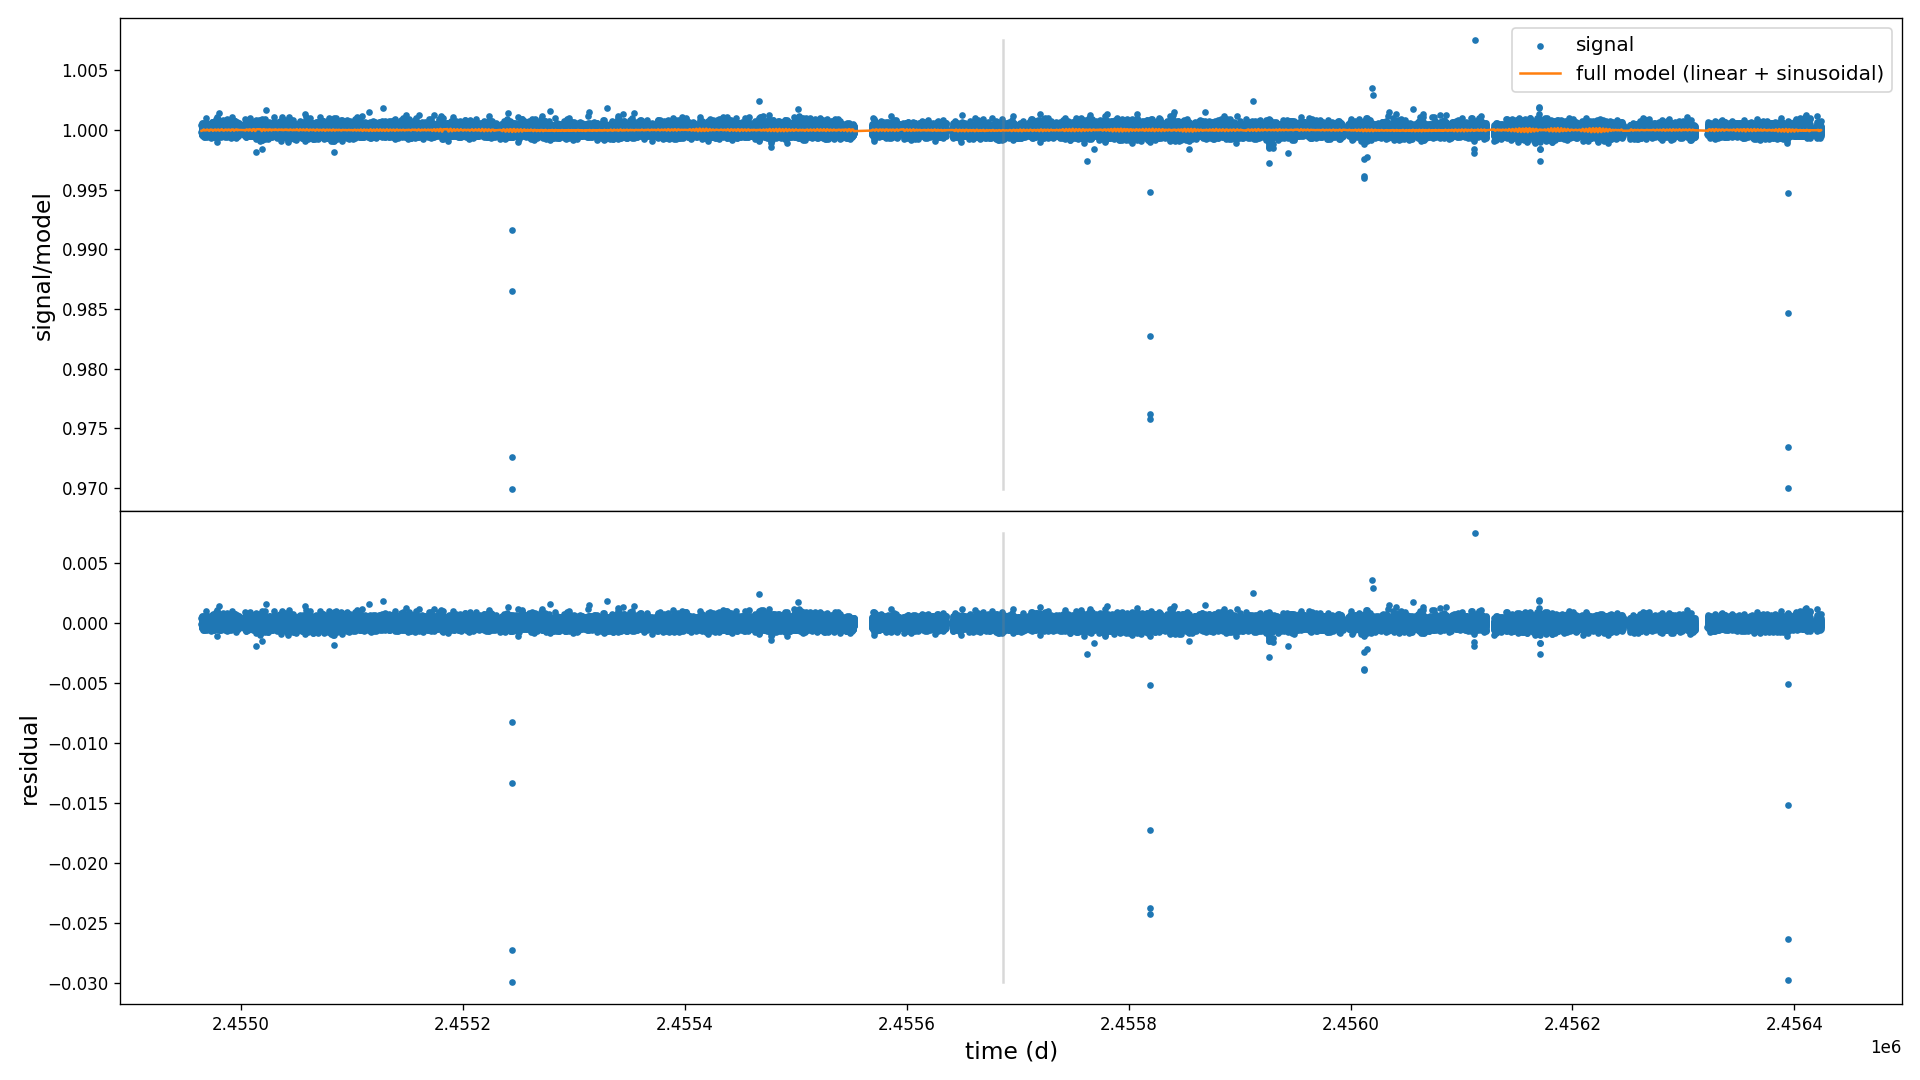 signal
full model (linear + sinusoidal)
1.005
1.000
0.995
0.990
0.985
0.980
0.975
0.970
signal/model
0.005
0.000
−0.005
−0.010
−0.015
−0.020
−0.025
−0.030
residual
2.4550 2.4552 2.4554 2.4556 2.4558 2.4560 2.4562 2.4564
1e6
time (d)